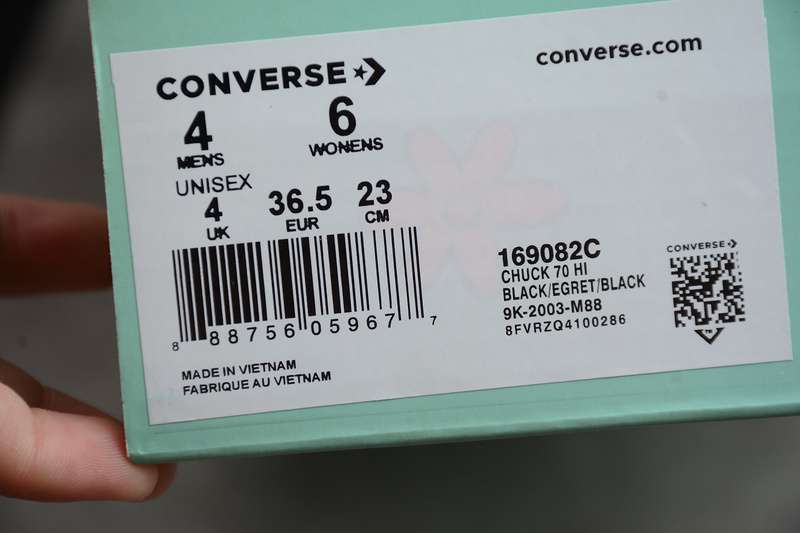 CONVERSE
converse.com
4 6
MEN'S WONENS
UNISEX
4 36.5 23
UK EUR CM
8 88756 05967 7
MADE IN VIETNAM
FABRIQUE AU VIETNAM
169082C
CHUCK 70 HI
BLACK/EGRET/BLACK
9K-2003-M88
8FVRZQ4100286
CONVERSE